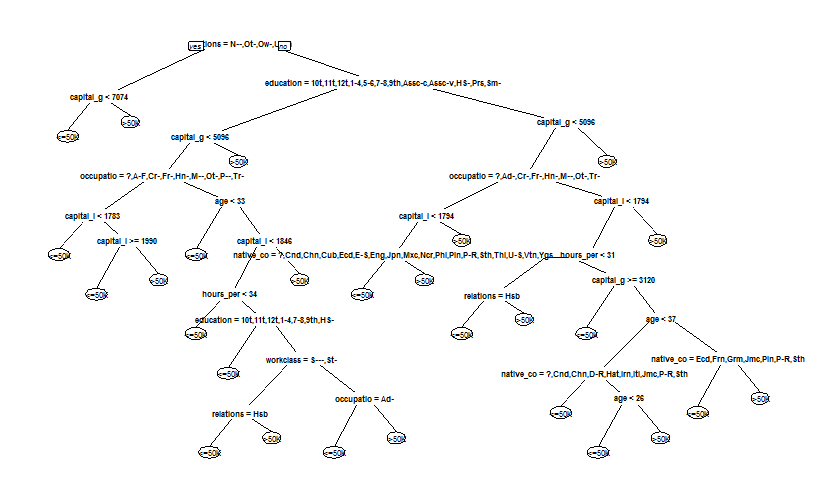 yes tions = N--,Ot-,Ow-,U no
education = 10t,11t,12t,1-4,5-6,7-8,9th,Assc-c,Assc-v,HS-,Prs,Sm-
capital_g < 7074
<=50K
>50K
capital_g < 5096
>50K
capital_g < 5096
>50K
occupatio = ?,A-F,Cr-,Fr-,Hn-,M--,Ot-,P--,Tr-
occupatio = ?,Ad-,Cr-,Fr-,Hn-,M--,Ot-,Tr-
age < 33
capital_l < 1794
capital_l < 1783
capital_l < 1794
capital_l >= 1990
capital_l < 1846
>50K
>50K
<=50K
<=50K
native_co = ?,Cnd,Chn,Cub,Ecd,E-S,Eng,Jpn,Mxc,Ncr,Phl,Pln,P-R,Sth,Thl,U-S,Vtn,Ygs
hours_per < 31
>50K
>50K
>50K
capital_g >= 3120
<=50K
hours_per < 34
<=50K
relations = Hsb
<=50K
education = 10t,11t,12t,1-4,7-8,9th,HS-
>50K
age < 37
<=50K
<=50K
<=50K
workclass = S---,St-
native_co = Ecd,Frn,Grm,Jmc,Pln,P-R,Sth
<=50K
native_co = ?,Cnd,Chn,D-R,Hat,Irn,Itl,Jmc,P-R,Sth
occupatio = Ad-
age < 26
>50K
relations = Hsb
<=50K
<=50K
>50K
>50K
>50K
<=50K
<=50K
<=50K